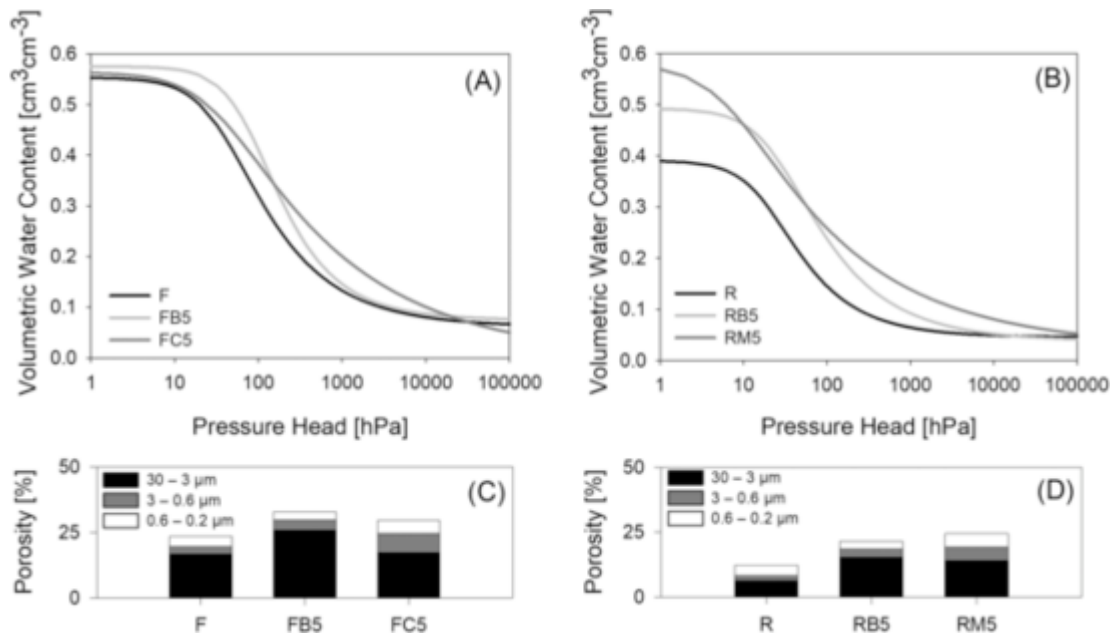 Volumetric Water Content [cm³cm-³]
0.6
0.5
0.4
0.3
0.2
0.1
0.0
(A)
F
FB5
FC5
1 10 100 1000 10000 100000
Pressure Head [hPa]
Volumetric Water Content [cm³cm-³]
0.6
0.5
0.4
0.3
0.2
0.1
0.0
(B)
R
RB5
RM5
1 10 100 1000 10000 100000
Pressure Head [hPa]
Porosity [%]
50
25
0
30 – 3 µm
3 – 0.6 µm
0.6 – 0.2 µm
(C)
F FB5 FC5
Porosity [%]
50
25
0
30 – 3 µm
3 – 0.6 µm
0.6 – 0.2 µm
(D)
R RB5 RM5